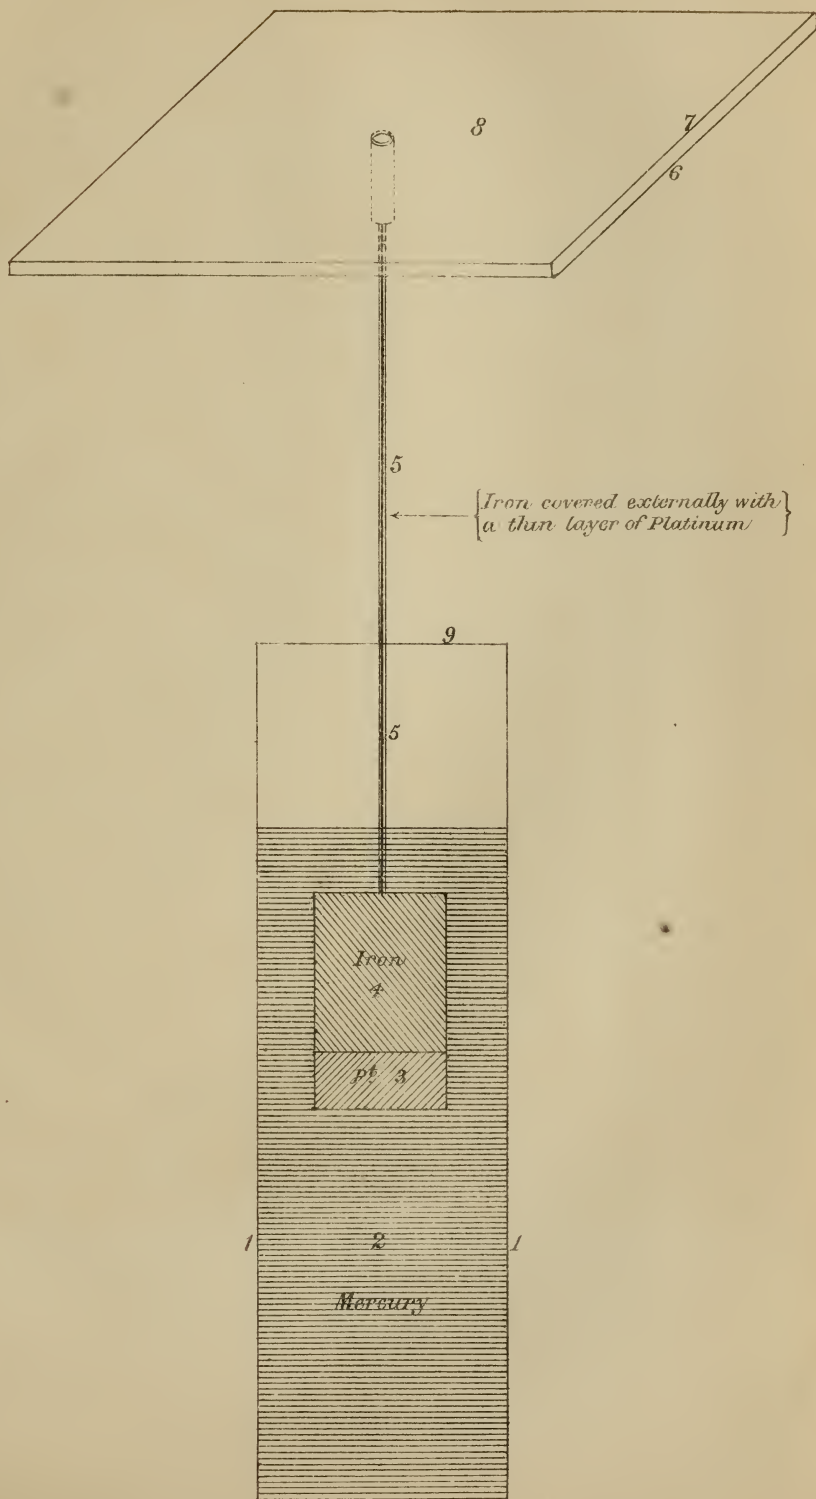 8
7
6
5
{Iron covered externally with
a thin layer of Platinum}
9
5
Iron
4
Pt. 3
1 2 1
Mercury